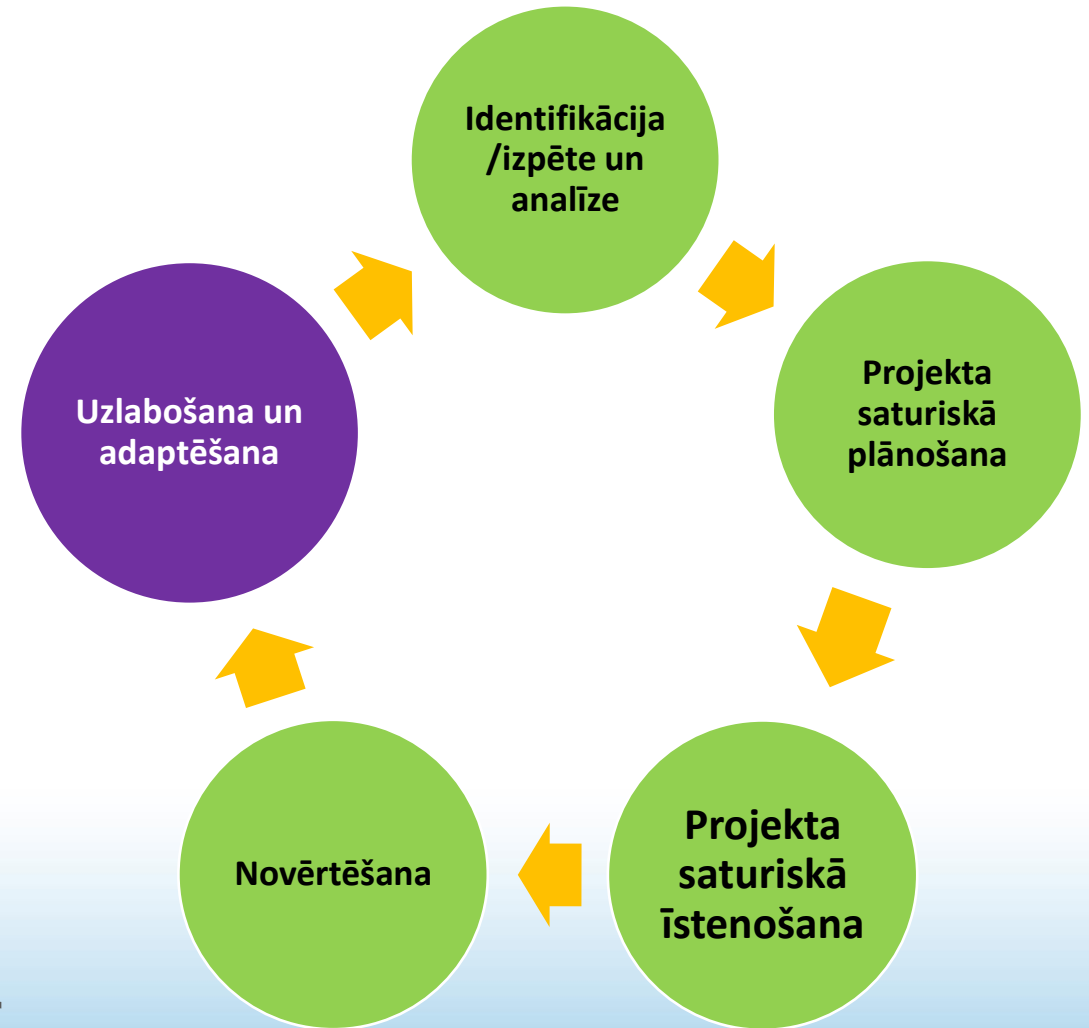 Identifikācija
/izpēte un
analīze
Projekta
saturiskā
plānošana
Projekta
saturiskā
īstenošana
Novērtēšana
Uzlabošana un
adaptēšana